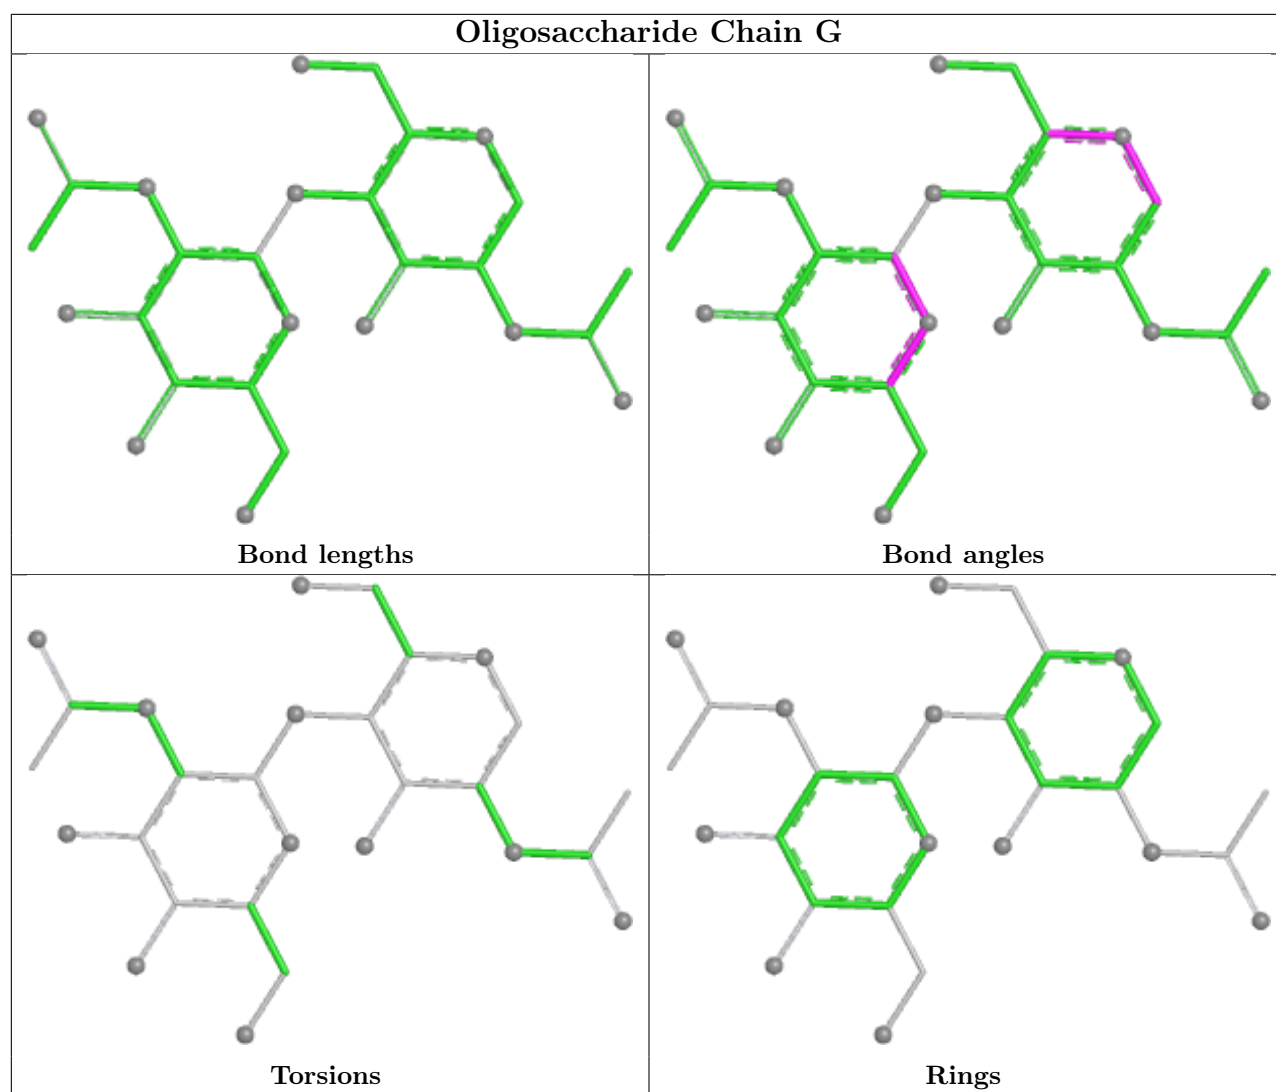 Oligosaccharide Chain G
Bond lengths
Bond angles
Torsions
Rings